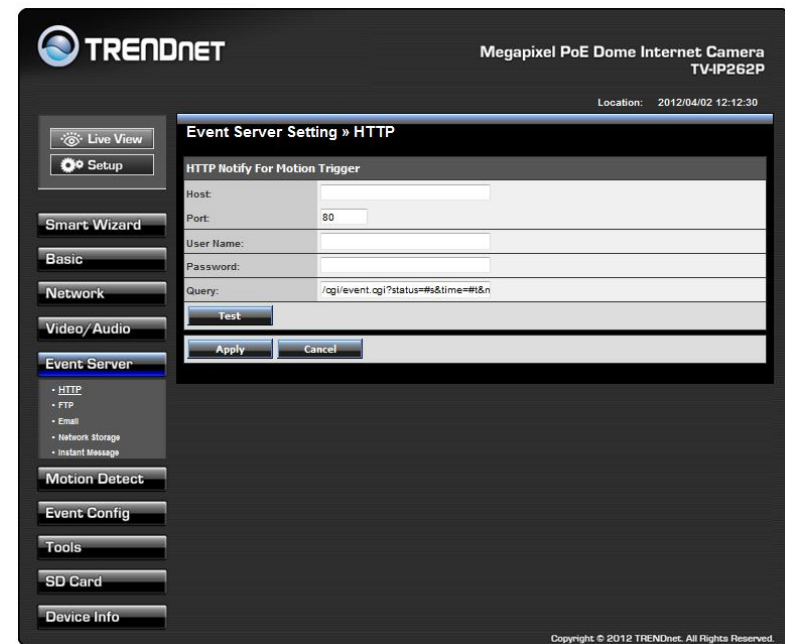 TRENDNET
Megapixel PoE Dome Internet Camera
TV-IP262P
Location: 2012/04/02 12:12:30
Live View
Setup
Smart Wizard
Basic
Network
Video/Audio
Event Server
• HTTP
• FTP
• Email
• Network Storage
• Instant Message
Motion Detect
Event Config
Tools
SD Card
Device Info
Event Server Setting » HTTP
HTTP Notify For Motion Trigger
Host:
Port: 80
User Name:
Password:
Query: /cgi/event.cgi?status=#s&time=#t&n
Test
Apply Cancel
Copyright © 2012 TRENDnet. All Rights Reserved.